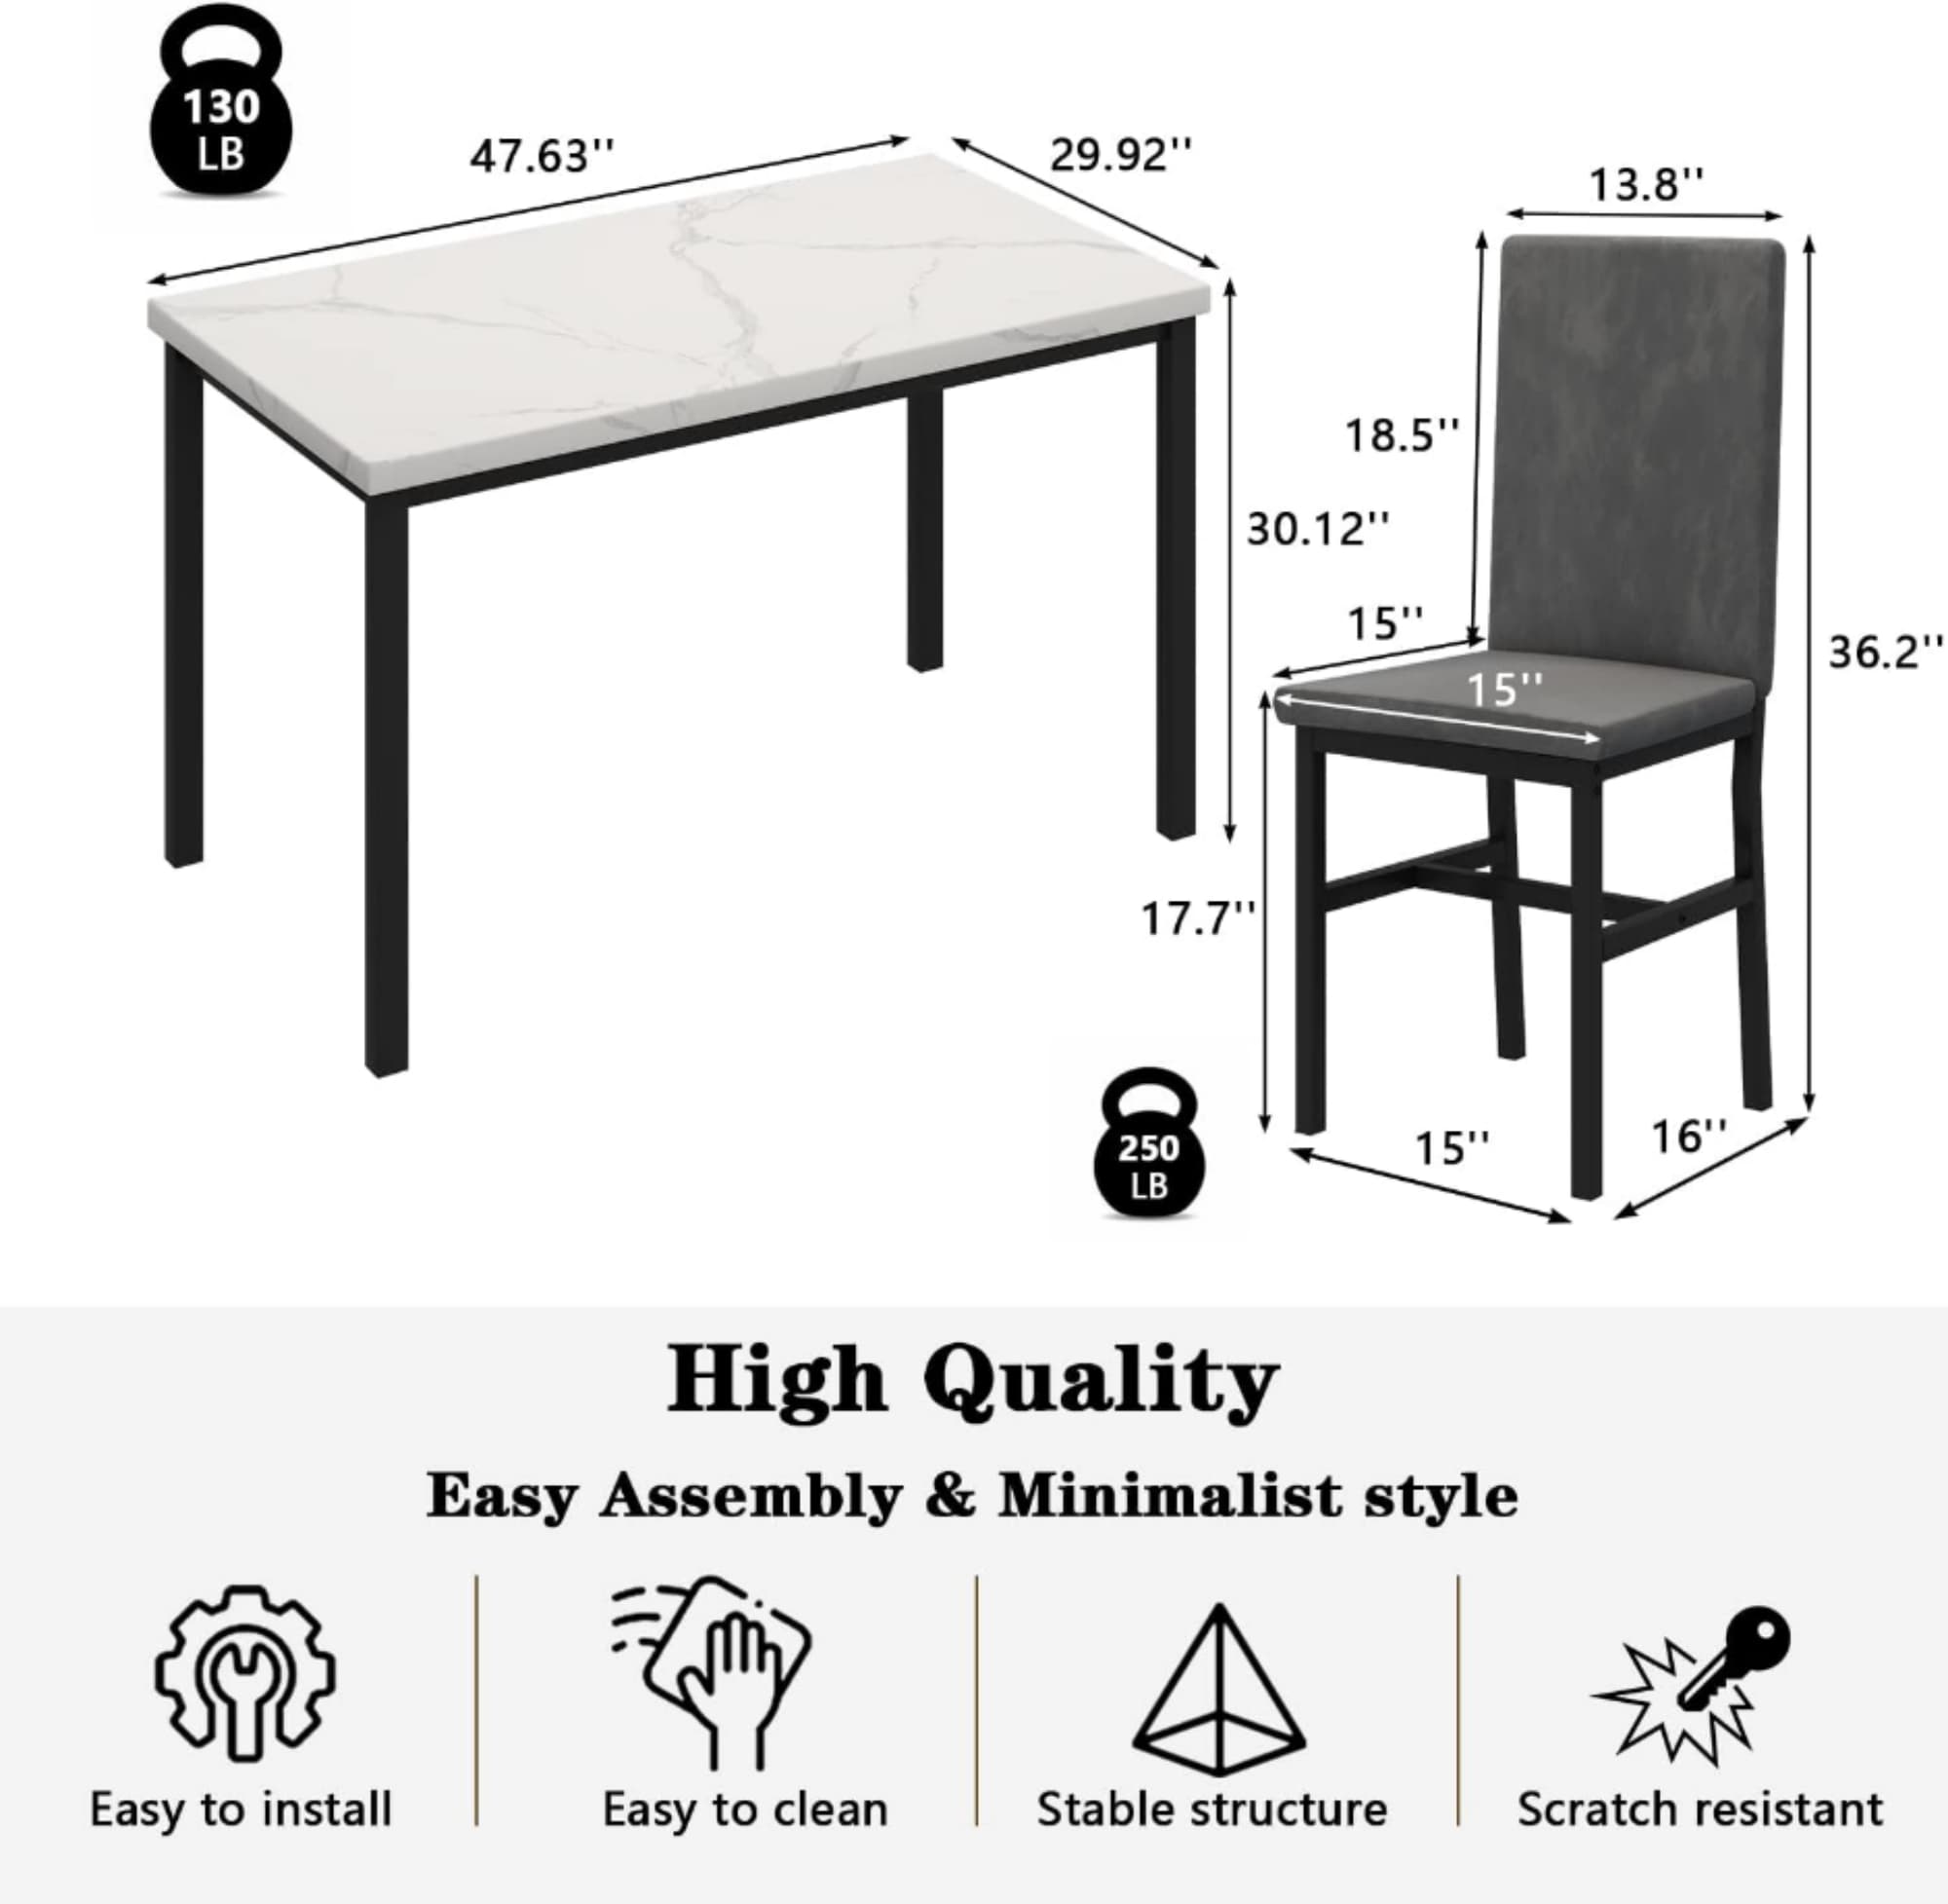 130
LB
47.63''
29.92''
13.8''
18.5''
30.12''
15''
36.2''
15''
17.7''
250
LB
15''
16''
High Quality
Easy Assembly & Minimalist style
Easy to install
Easy to clean
Stable structure
Scratch resistant